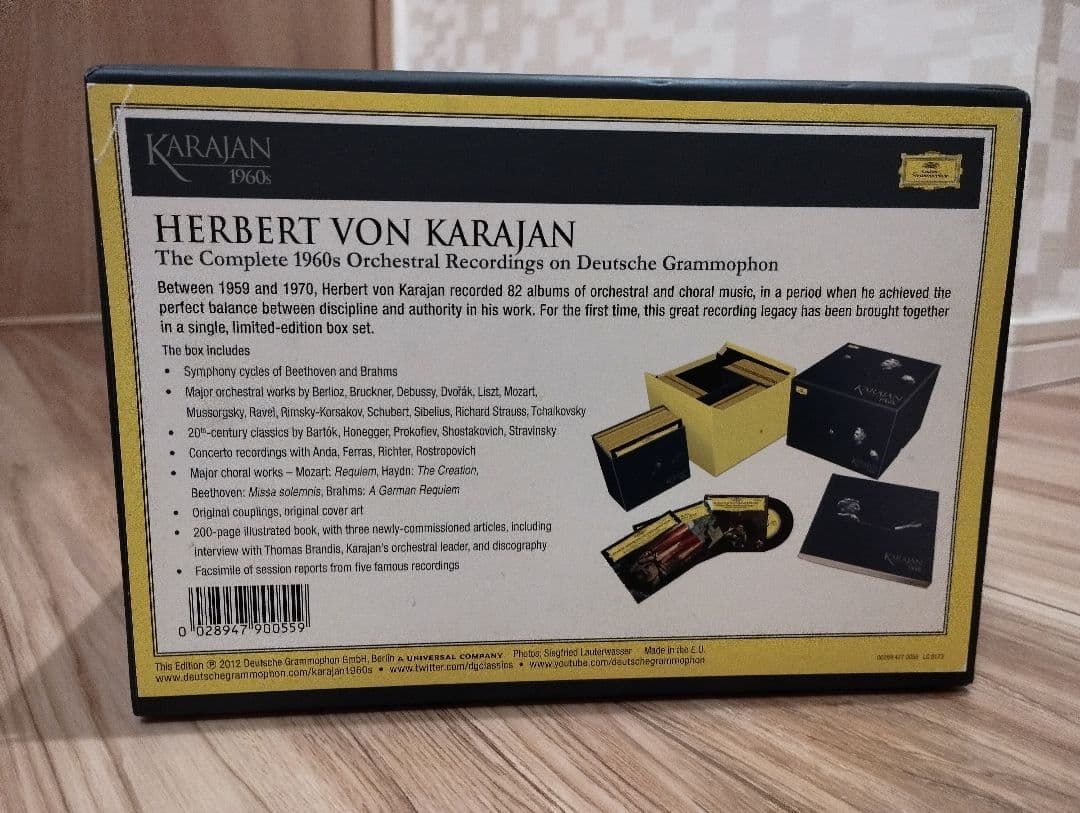 KARAJAN
1960s
Deutsche
Grammophon
HERBERT VON KARAJAN
The Complete 1960s Orchestral Recordings on Deutsche Grammophon
Between 1959 and 1970, Herbert von Karajan recorded 82 albums of orchestral and choral music, in a period when he achieved the
perfect balance between discipline and authority in his work. For the first time, this great recording legacy has been brought together
in a single, limited-edition box set.
The box includes
• Symphony cycles of Beethoven and Brahms
• Major orchestral works by Berlioz, Bruckner, Debussy, Dvořák, Liszt, Mozart,
Mussorgsky, Ravel, Rimsky-Korsakov, Schubert, Sibelius, Richard Strauss, Tchaikovsky
• 20th-century classics by Bartók, Honegger, Prokofiev, Shostakovich, Stravinsky
• Concerto recordings with Anda, Ferras, Richter, Rostropovich
• Major choral works – Mozart: Requiem, Haydn: The Creation,
Beethoven: Missa solemnis, Brahms: A German Requiem
• Original couplings, original cover art
• 200-page illustrated book, with three newly-commissioned articles, including
interview with Thomas Brandis, Karajan's orchestral leader, and discography
• Facsimile of session reports from five famous recordings
KARAJAN
KARAJAN
0 028947 900559
This Edition ℗ 2012 Deutsche Grammophon GmbH, Berlin A UNIVERSAL COMPANY Photos: Siegfried Lauterwasser Made in the E.U.
www.deutschegrammophon.com/karajan1960s • www.twitter.com/dgclassics • www.youtube.com/deutschegrammophon